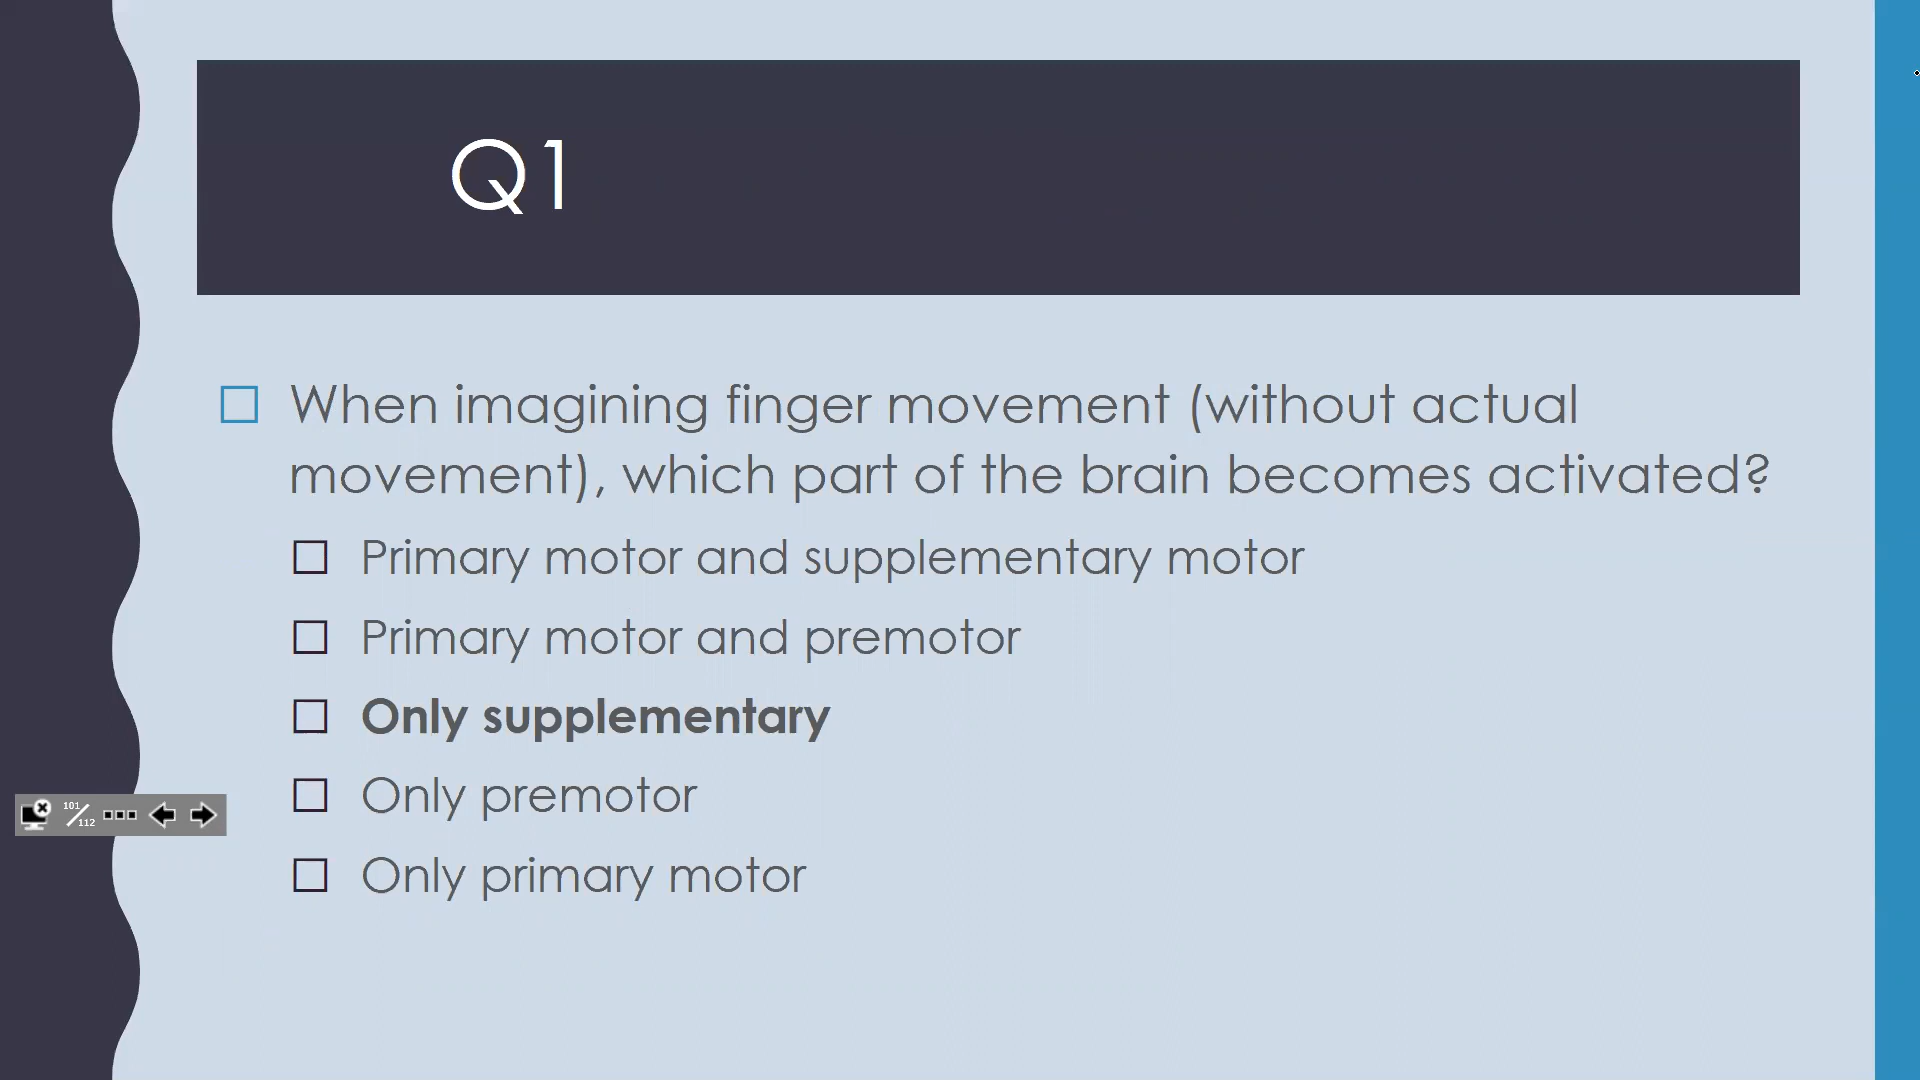 Q1
When imagining finger movement (without actual
movement), which part of the brain becomes activated?
Primary motor and supplementary motor
Primary motor and premotor
Only supplementary
Only premotor
Only primary motor
101/112